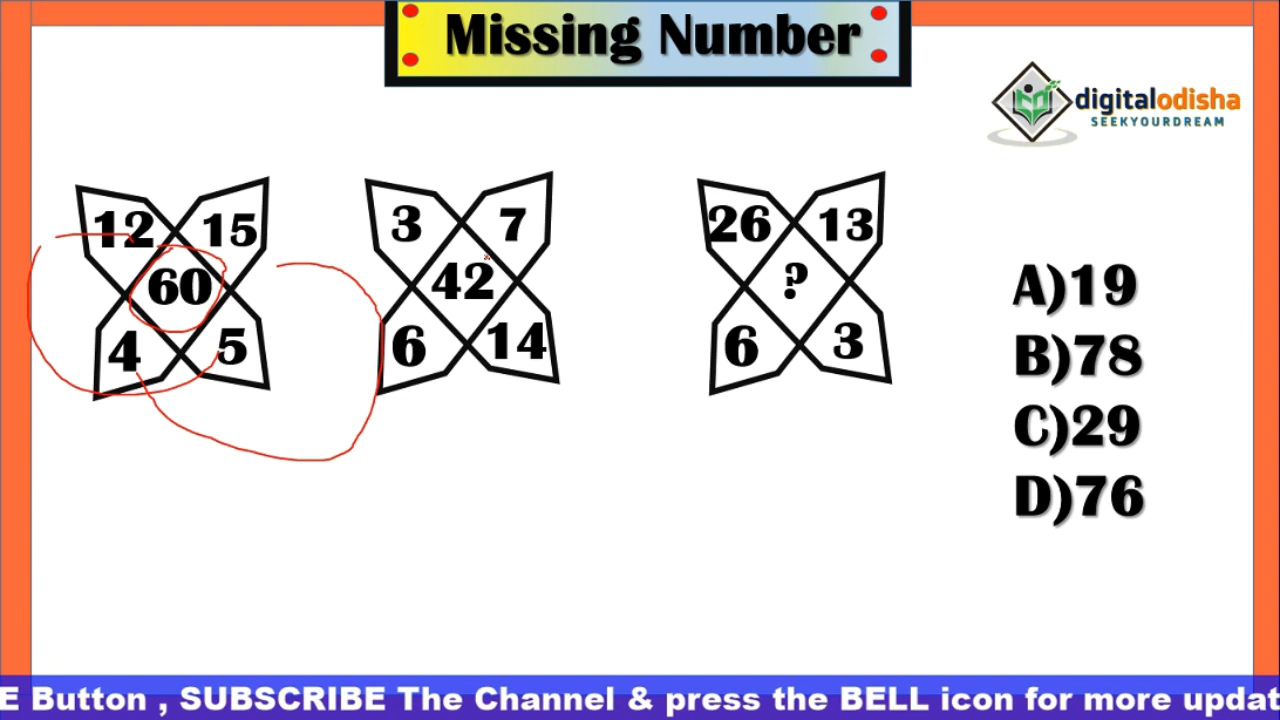 Missing Number
digitalodisha
SEEKYOURDREAM
12 15
60
4 5
3 7
42
6 14
26 13
?
6 3
A)19
B)78
C)29
D)76
E Button , SUBSCRIBE The Channel & press the BELL icon for more updat